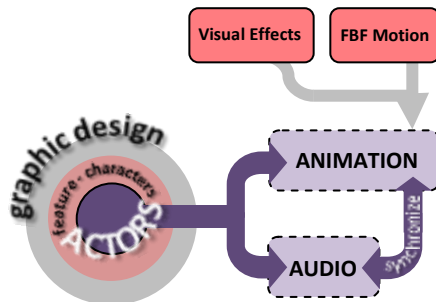 Visual Effects
FBF Motion
graphic design
feature - characters
ACTORS
ANIMATION
synchronize
AUDIO